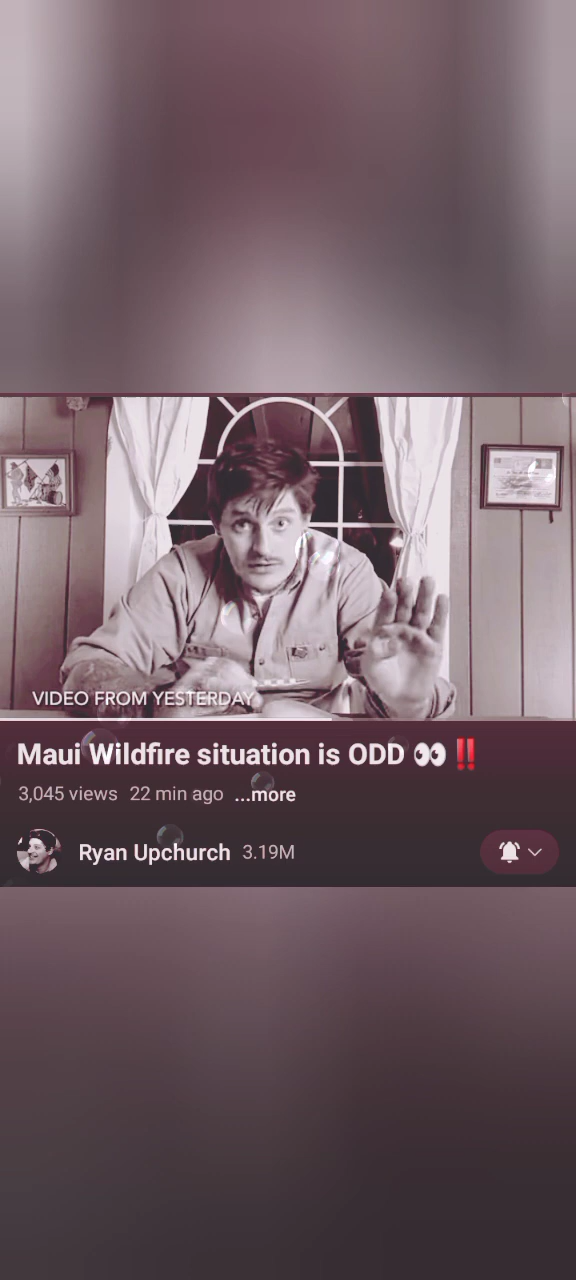 VIDEO FROM YESTERDAY
Maui Wildfire situation is ODD 👀‼️
3,045 views 22 min ago ...more
Ryan Upchurch 3.19M